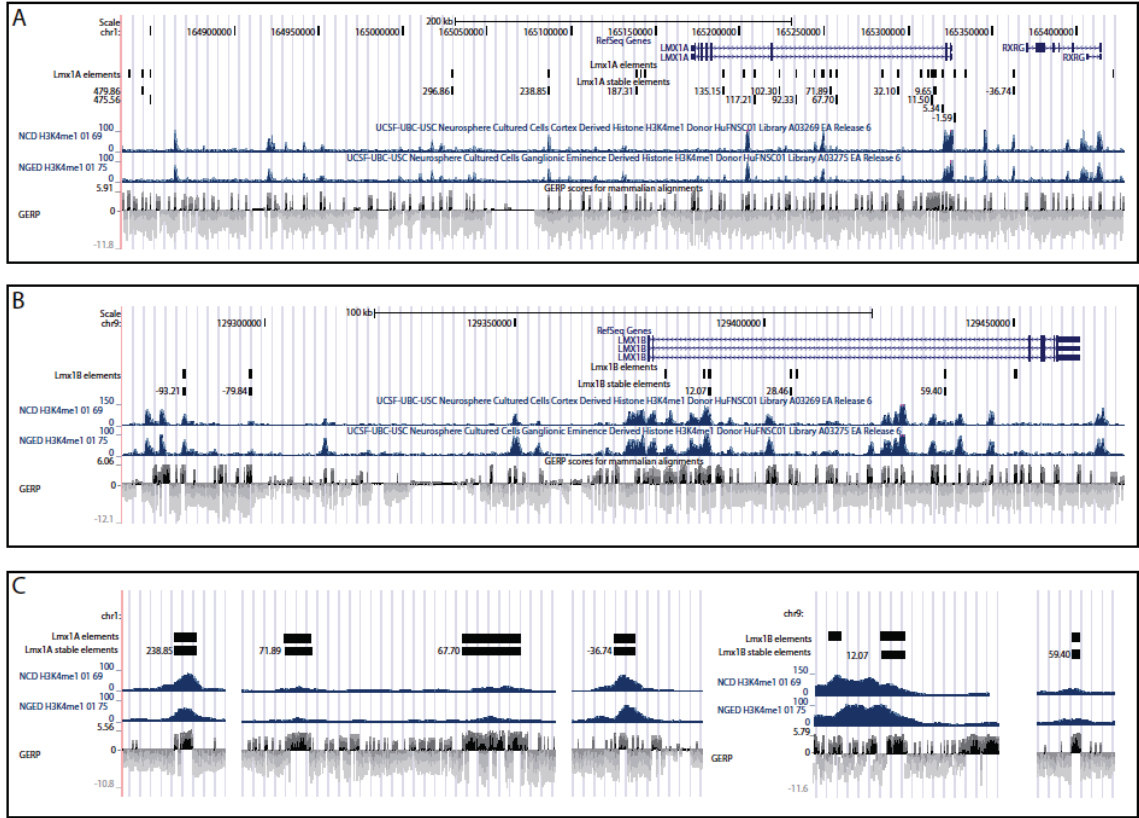 A
Scale
200 kb
chr1:
164900000
164950000
165000000
165050000
165100000
165150000
165200000
165250000
165300000
165350000
165400000
RefSeq Genes
LMX1A
LMX1A
RXRG
RXRG
Lmx1A elements
Lmx1A elements
Lmx1A stable elements
479.86
475.56
296.86
238.85
187.31
135.15
117.21
102.30
92.33
71.89
67.70
32.10
9.65
11.50
5.34
-1.59
-36.74
100
NCD H3K4me1 01 69
UCSF-UBC-USC Neurosphere Cultured Cells Cortex Derived Histone H3K4me1 Donor HuFNSC01 Library A03269 EA Release 6
0
100
NGED H3K4me1 01 75
UCSF-UBC-USC Neurosphere Cultured Cells Ganglionic Eminence Derived Histone H3K4me1 Donor HuFNSC01 Library A03275 EA Release 6
0
5.91
GERP scores for mammalian alignments
GERP
0
-11.8
B
Scale
100 kb
chr9:
129300000
129350000
129400000
129450000
RefSeq Genes
LMX1B
LMX1B
LMX1B
Lmx1B elements
Lmx1B elements
Lmx1B stable elements
-93.21
-79.84
12.07
28.46
59.40
150
NCD H3K4me1 01 69
UCSF-UBC-USC Neurosphere Cultured Cells Cortex Derived Histone H3K4me1 Donor HuFNSC01 Library A03269 EA Release 6
0
100
NGED H3K4me1 01 75
UCSF-UBC-USC Neurosphere Cultured Cells Ganglionic Eminence Derived Histone H3K4me1 Donor HuFNSC01 Library A03275 EA Release 6
0
6.06
GERP scores for mammalian alignments
GERP
0
-12.1
C
chr1:
Lmx1A elements
Lmx1A stable elements
238.85
71.89
67.70
-36.74
100
NCD H3K4me1 01 69
0
100
NGED H3K4me1 01 75
0
5.56
GERP
0
-10.8
chr9:
Lmx1B elements
Lmx1B stable elements
12.07
59.40
150
NCD H3K4me1 01 69
0
100
NGED H3K4me1 01 75
0
5.79
GERP
0
-11.6